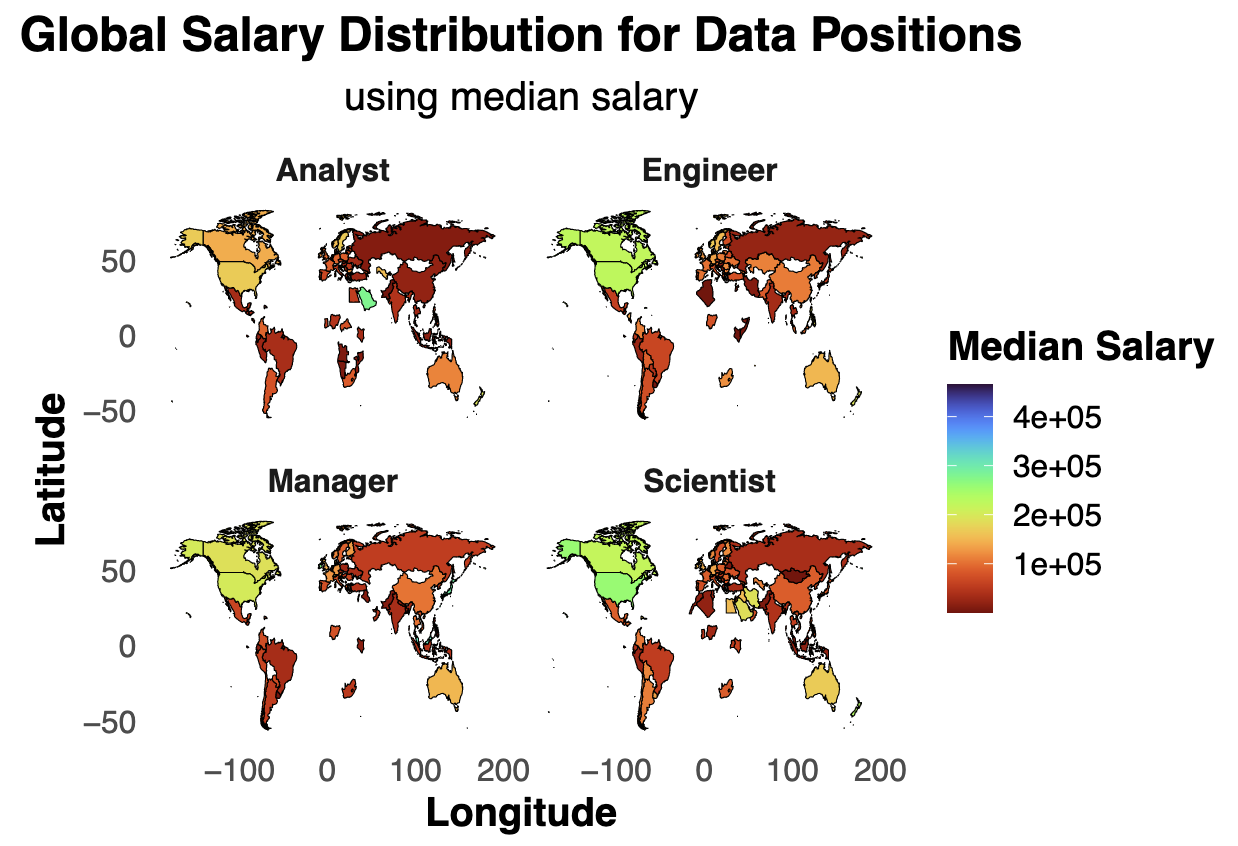 Global Salary Distribution for Data Positions
using median salary
Analyst
Engineer
50
0
−50
Manager
Scientist
50
0
−50
−100 0 100 200
−100 0 100 200
Longitude
Latitude
Median Salary
4e+05
3e+05
2e+05
1e+05